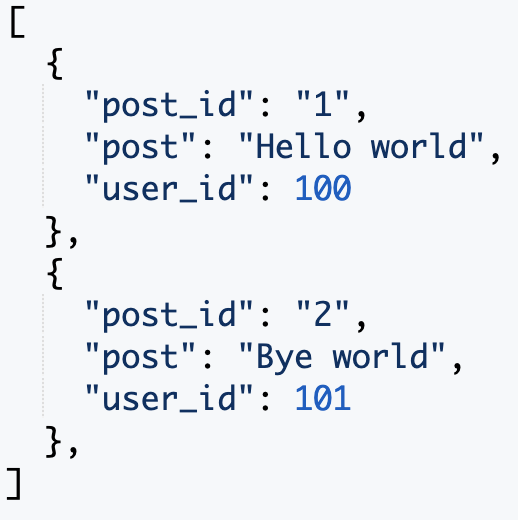 [
  {
    "post_id": "1",
    "post": "Hello world",
    "user_id": 100
  },
  {
    "post_id": "2",
    "post": "Bye world",
    "user_id": 101
  },
]